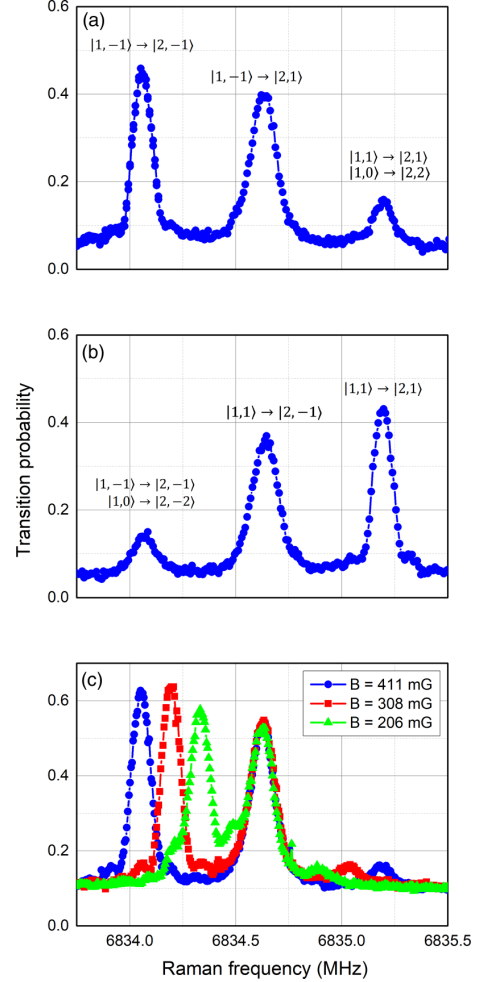 (a)
0.6
|1, −1⟩ → |2, −1⟩
|1, −1⟩ → |2,1⟩
0.4
|1,1⟩ → |2,1⟩
|1,0⟩ → |2,2⟩
0.2
0.0
(b)
0.6
|1,1⟩ → |2,1⟩
|1,1⟩ → |2, −1⟩
0.4
|1, −1⟩ → |2, −1⟩
|1,0⟩ → |2, −2⟩
0.2
0.0
Transition probability
(c)
B = 411 mG
B = 308 mG
B = 206 mG
0.6
0.4
0.2
0.0
6834.0 6834.5 6835.0 6835.5
Raman frequency (MHz)